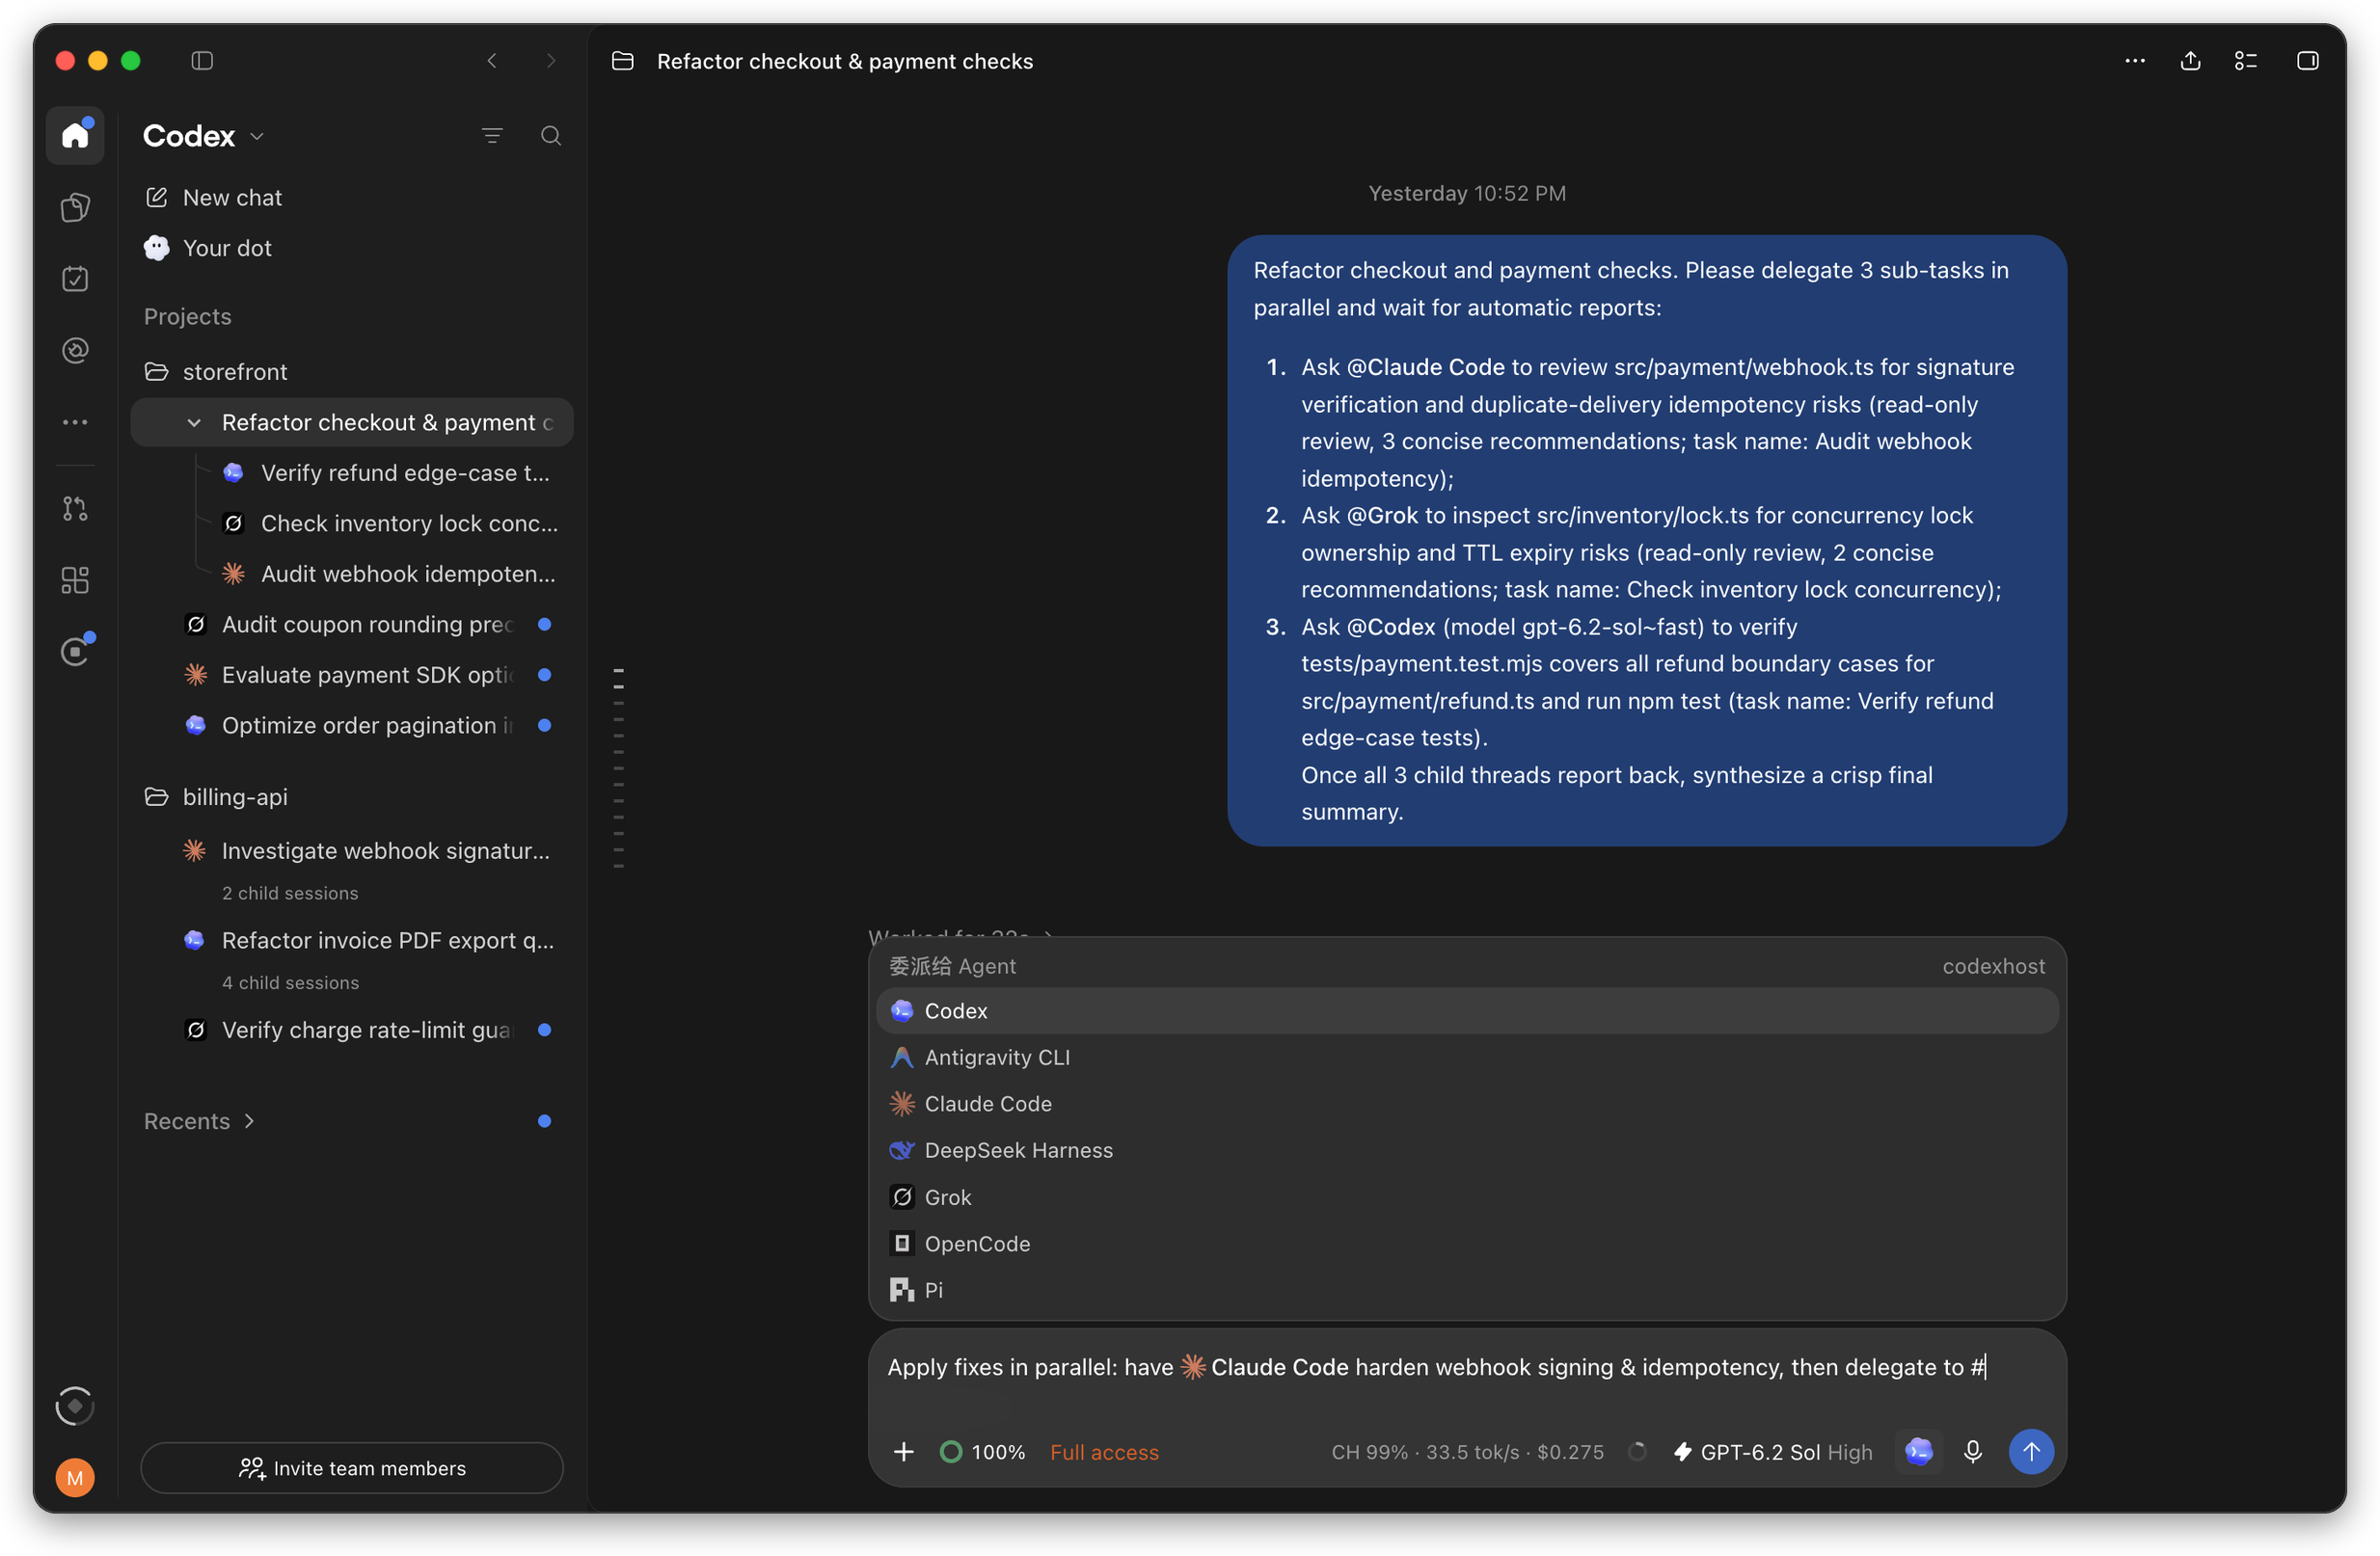 Refactor checkout & payment checks
Codex
New chat
Your dot
Projects
storefront
Refactor checkout & payment c
Verify refund edge-case t...
Check inventory lock conc...
Audit webhook idempoten...
Audit coupon rounding prec
Evaluate payment SDK optic
Optimize order pagination in
billing-api
Investigate webhook signatur...
2 child sessions
Refactor invoice PDF export q...
4 child sessions
Verify charge rate-limit gua
Recents
M
Invite team members
Yesterday 10:52 PM
Refactor checkout and payment checks. Please delegate 3 sub-tasks in
parallel and wait for automatic reports:
1. Ask @Claude Code to review src/payment/webhook.ts for signature
verification and duplicate-delivery idempotency risks (read-only
review, 3 concise recommendations; task name: Audit webhook
idempotency);
2. Ask @Grok to inspect src/inventory/lock.ts for concurrency lock
ownership and TTL expiry risks (read-only review, 2 concise
recommendations; task name: Check inventory lock concurrency);
3. Ask @Codex (model gpt-6.2-sol~fast) to verify
tests/payment.test.mjs covers all refund boundary cases for
src/payment/refund.ts and run npm test (task name: Verify refund
edge-case tests).
Once all 3 child threads report back, synthesize a crisp final
summary.
Worked for 33s
委派给 Agent
codexhost
Codex
Antigravity CLI
Claude Code
DeepSeek Harness
Grok
OpenCode
Pi
Apply fixes in parallel: have Claude Code harden webhook signing & idempotency, then delegate to #
100%
Full access
CH 99% · 33.5 tok/s · $0.275
GPT-6.2 Sol High